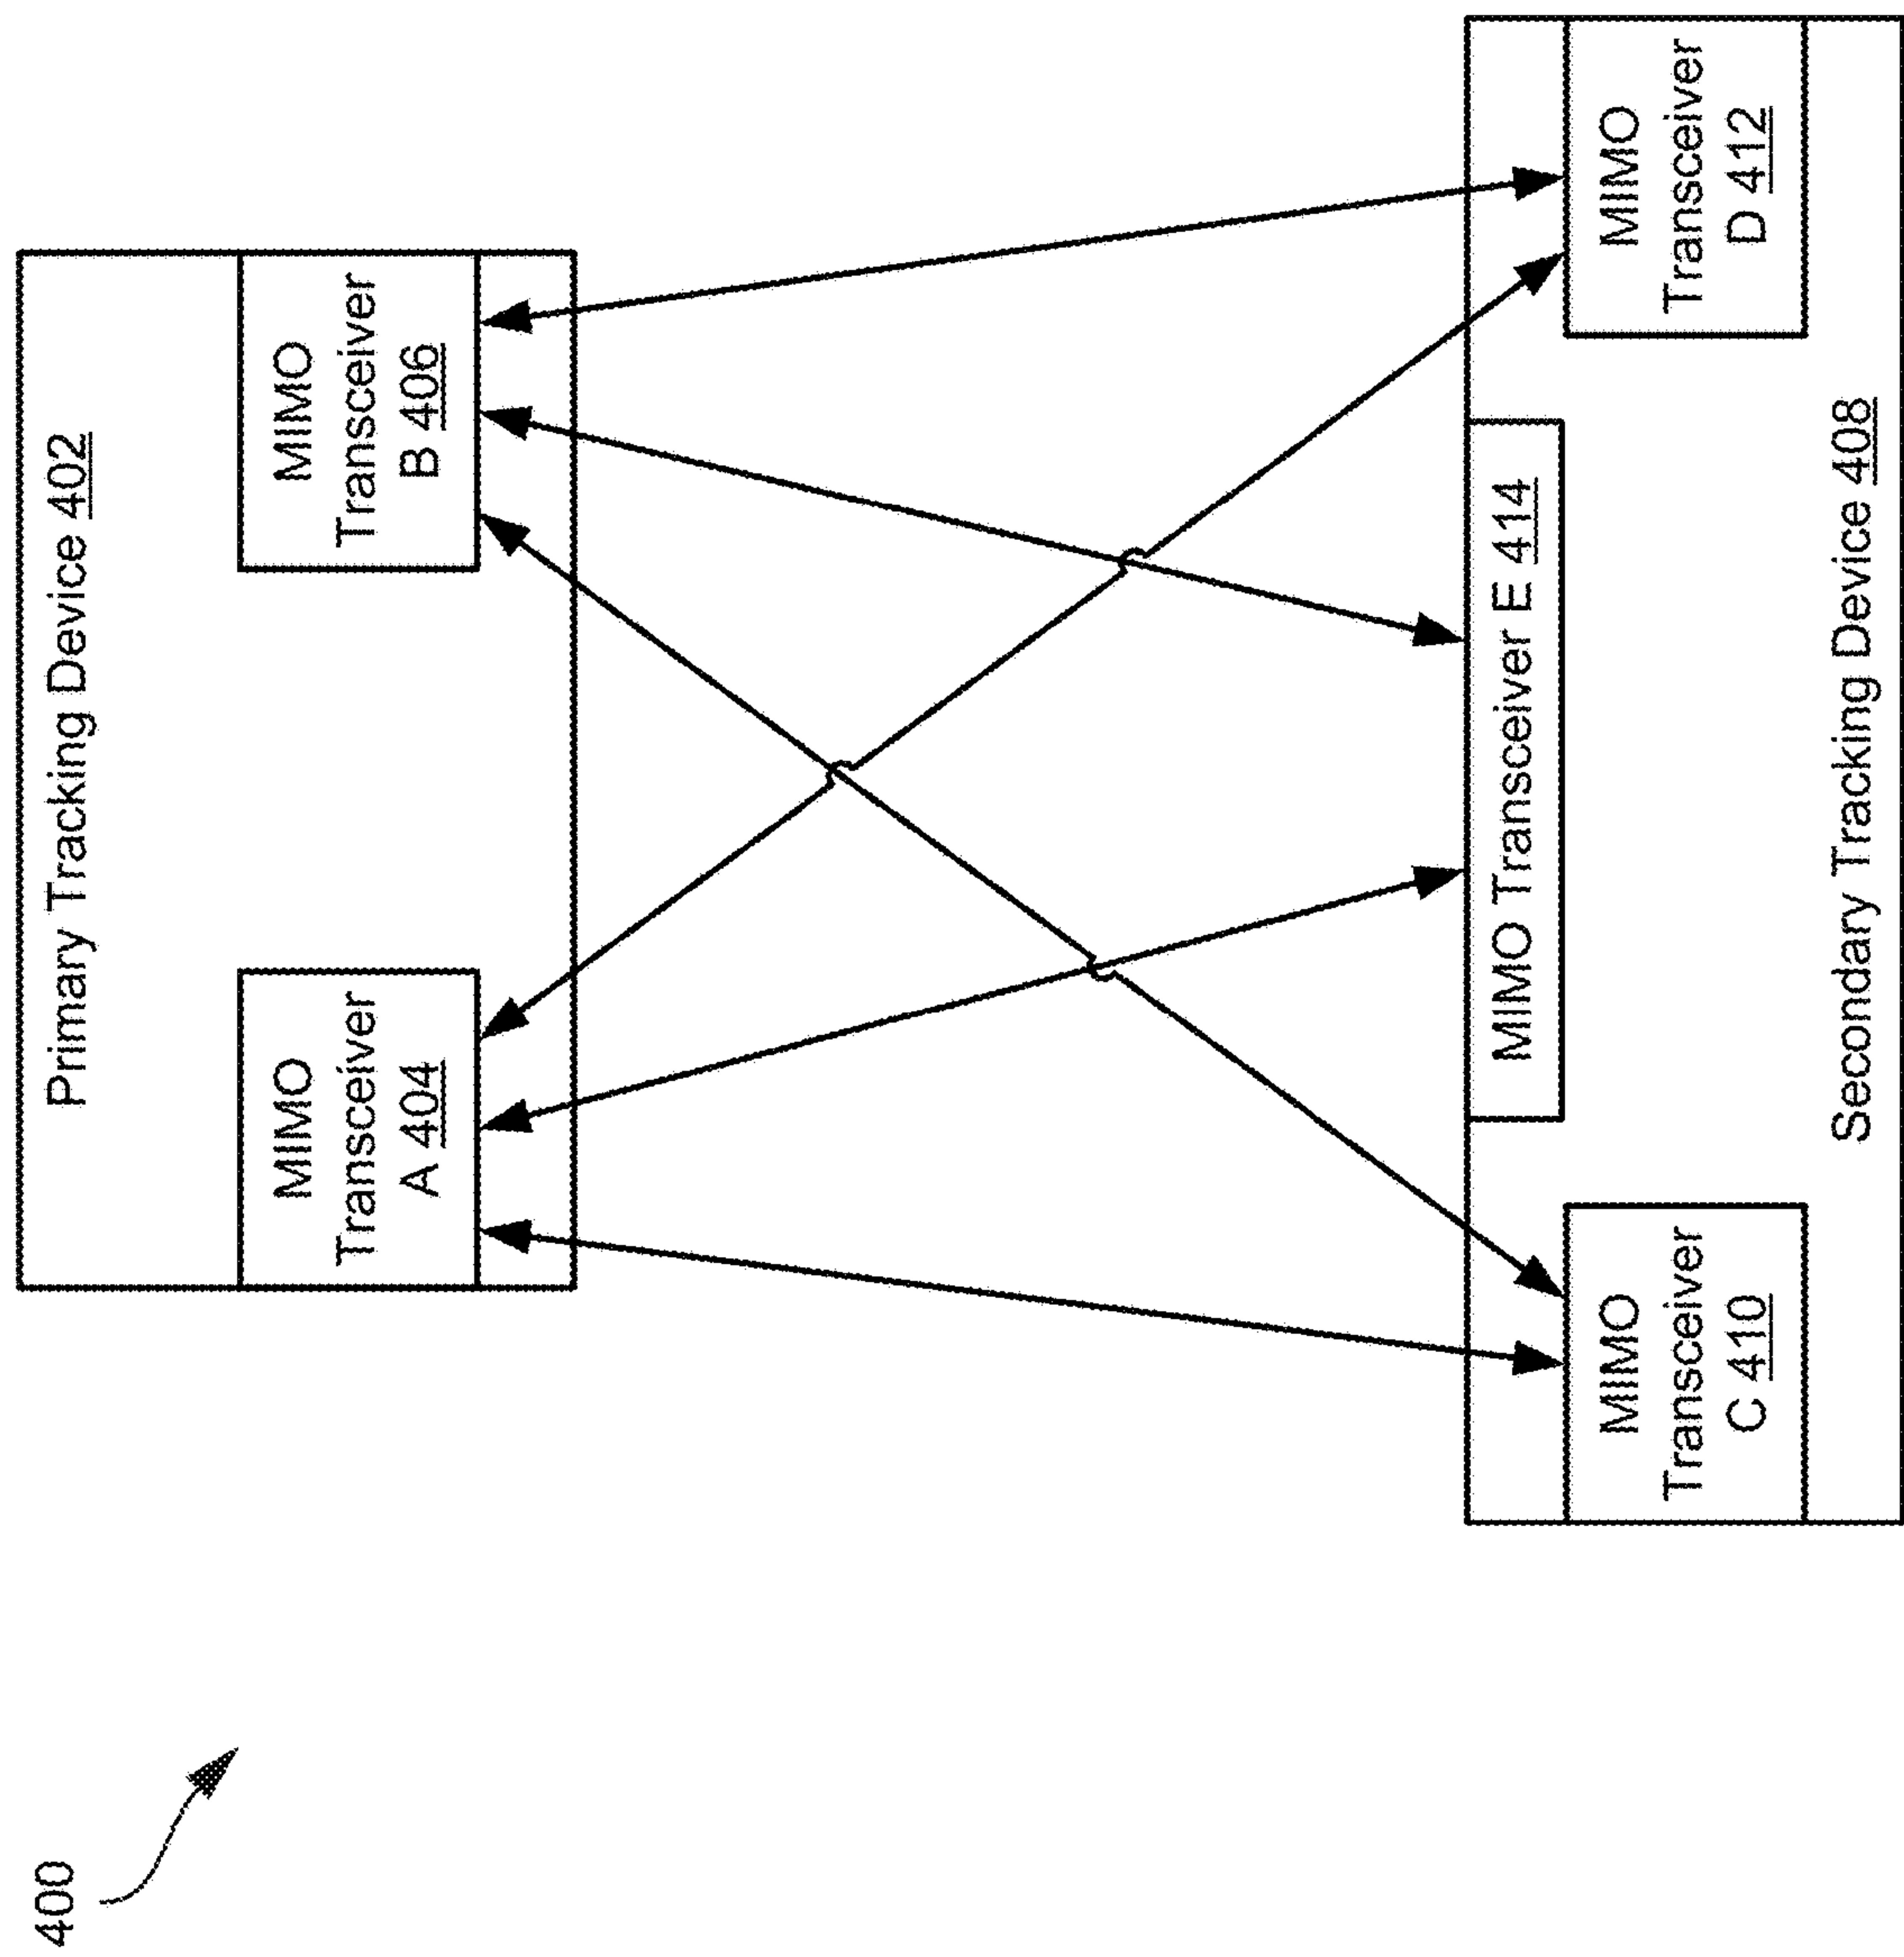 400
Primary Tracking Device 402
MIMO
Transceiver
A 404
MIMO
Transceiver
B 406
MIMO Transceiver E 414
MIMO
Transceiver
C 410
MIMO
Transceiver
D 412
Secondary Tracking Device 408